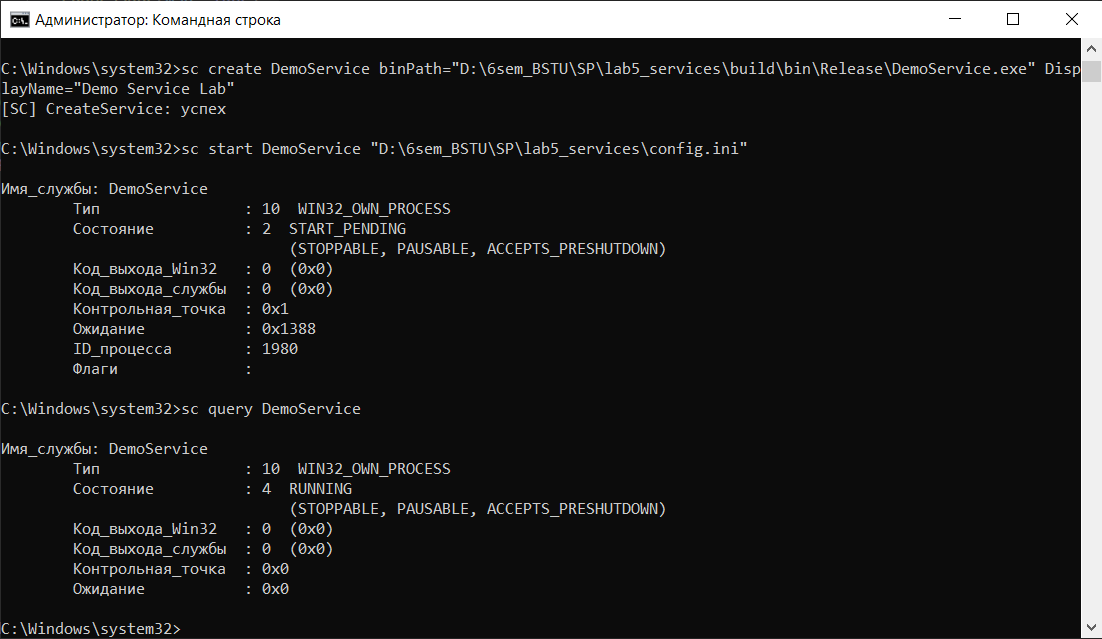 Администратор: Командная строка
C:\Windows\system32>sc create DemoService binPath="D:\6sem_BSTU\SP\lab5_services\build\bin\Release\DemoService.exe" Disp
layName="Demo Service Lab"
[SC] CreateService: успех
C:\Windows\system32>sc start DemoService "D:\6sem_BSTU\SP\lab5_services\config.ini"
Имя_службы: DemoService
Тип : 10 WIN32_OWN_PROCESS
Состояние : 2 START_PENDING
(STOPPABLE, PAUSABLE, ACCEPTS_PRESHUTDOWN)
Код_выхода_Win32 : 0 (0x0)
Код_выхода_службы : 0 (0x0)
Контрольная_точка : 0x1
Ожидание : 0x1388
ID_процесса : 1980
Флаги :
C:\Windows\system32>sc query DemoService
Имя_службы: DemoService
Тип : 10 WIN32_OWN_PROCESS
Состояние : 4 RUNNING
(STOPPABLE, PAUSABLE, ACCEPTS_PRESHUTDOWN)
Код_выхода_Win32 : 0 (0x0)
Код_выхода_службы : 0 (0x0)
Контрольная_точка : 0x0
Ожидание : 0x0
C:\Windows\system32>